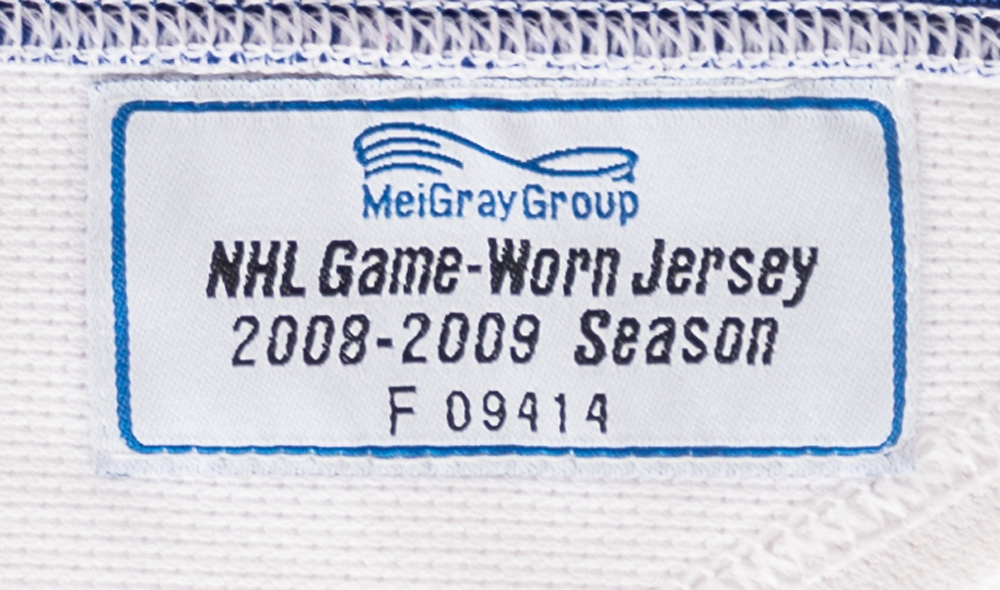 MeiGrayGroup
NHL Game-Worn Jersey
2008-2009 Season
F 09414